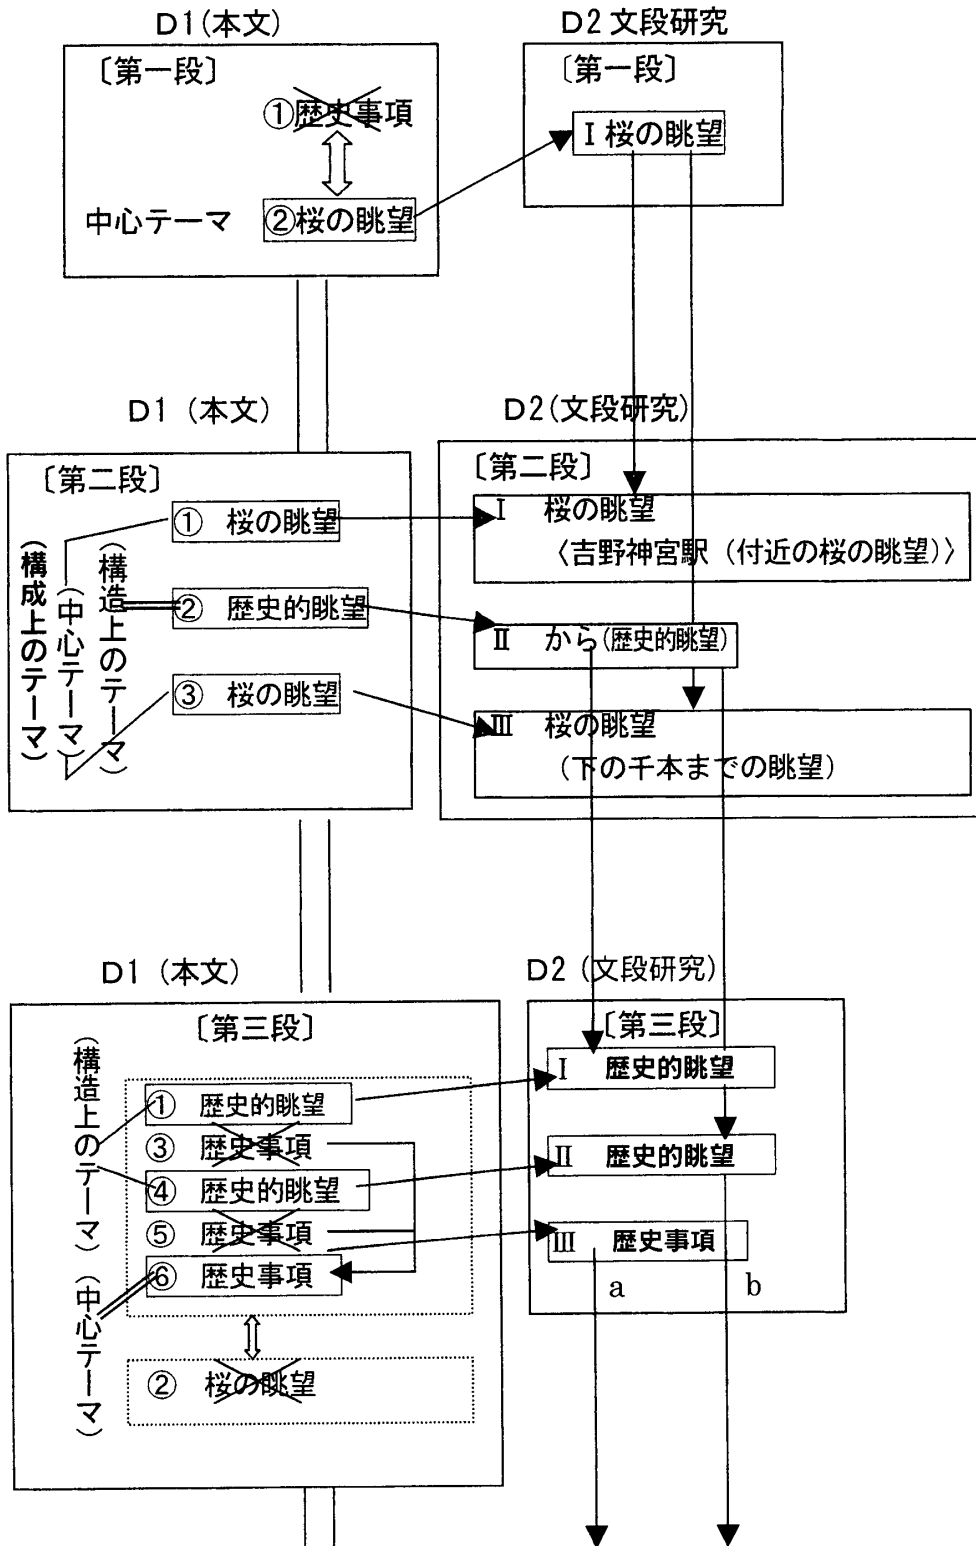 D1(本文)
D2 文段研究
〔第一段〕
①歴史事項
中心テーマ
②桜の眺望
〔第一段〕
Ⅰ 桜の眺望
D1 (本文)
D2(文段研究)
〔第二段〕
① 桜の眺望
② 歴史的眺望
③ 桜の眺望
(構成上のテーマ)
(中心テーマ)
(構造上のテーマ)
〔第二段〕
Ⅰ 桜の眺望
〈吉野神宮駅（付近の桜の眺望）〉
Ⅱ から(歴史的眺望)
Ⅲ 桜の眺望
(下の千本までの眺望)
D1 (本文)
D2 (文段研究)
〔第三段〕
(構造上のテーマ)
(中心テーマ)
① 歴史的眺望
③ 歴史事項
④ 歴史的眺望
⑤ 歴史事項
⑥ 歴史事項
② 桜の眺望
〔第三段〕
Ⅰ 歴史的眺望
Ⅱ 歴史的眺望
Ⅲ 歴史事項
a
b